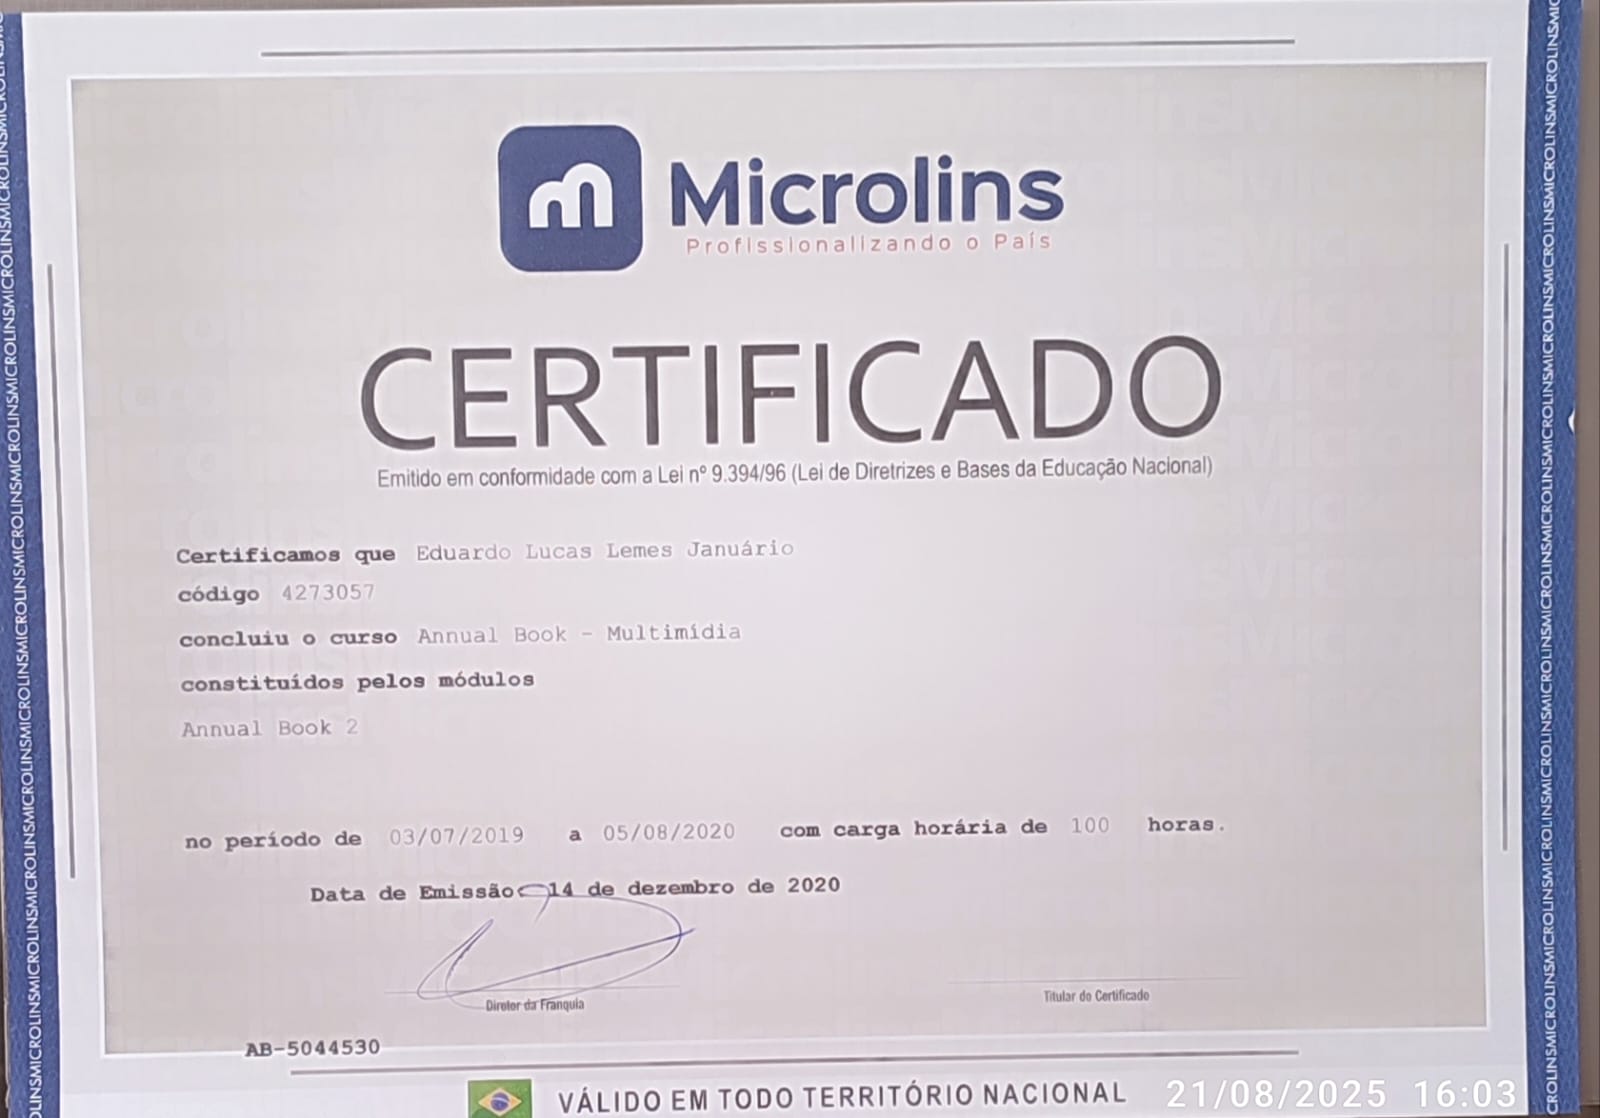 Microlins
Profissionalizando o País
CERTIFICADO
Emitido em conformidade com a Lei nº 9.394/96 (Lei de Diretrizes e Bases da Educação Nacional)
Certificamos que Eduardo Lucas Lemes Januário
código 4273057
concluiu o curso Annual Book - Multimídia
constituídos pelos módulos
Annual Book 2
no período de 03/07/2019 a 05/08/2020 com carga horária de 100 horas.
Data de Emissão: 14 de dezembro de 2020
Diretor da Franquia
Titular do Certificado
AB-5044530
VÁLIDO EM TODO TERRITÓRIO NACIONAL
21/08/2025 16:03